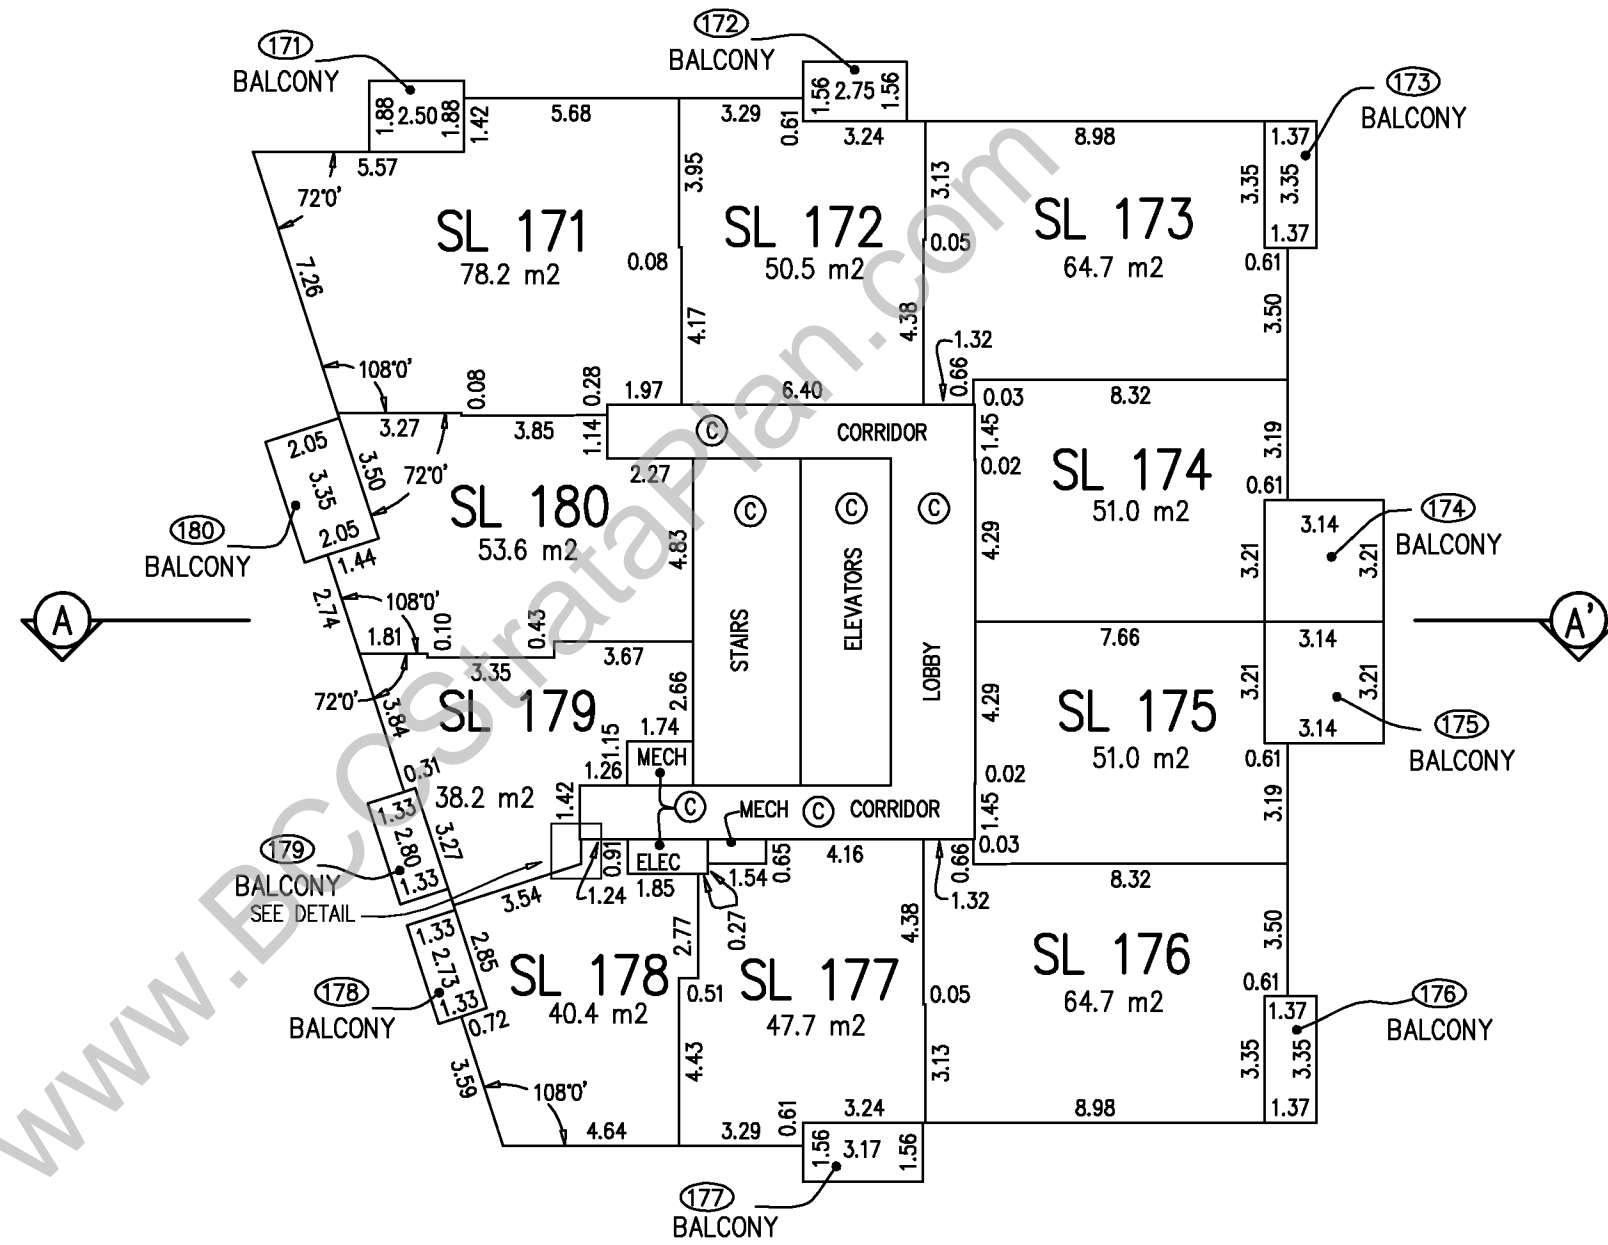 172
BALCONY
171
BALCONY
1.88
2.50
1.88
1.42
5.68
3.29
0.61
1.56
2.75
1.56
3.24
8.98
1.37
3.35
3.35
1.37
173
BALCONY
5.57
72°0'
3.95
3.13
SL 171
78.2 m2
SL 172
50.5 m2
SL 173
64.7 m2
0.08
0.05
0.61
7.26
4.17
4.38
3.50
1.32
108°0'
0.08
0.28
1.97
6.40
0.66
0.03
8.32
3.27
3.85
1.14
C
CORRIDOR
1.45
3.19
2.05
3.50
72°0'
2.27
0.02
SL 174
51.0 m2
0.61
3.35
SL 180
53.6 m2
C
C
C
3.14
174
BALCONY
180
BALCONY
2.05
1.44
4.83
4.29
3.21
3.21
A
2.74
108°0'
0.10
0.43
1.81
3.35
3.67
STAIRS
ELEVATORS
LOBBY
7.66
3.14
A'
72°0'
3.84
SL 179
38.2 m2
2.66
1.74
1.15
1.26
MECH
4.29
SL 175
51.0 m2
3.21
3.21
3.14
175
BALCONY
0.31
1.33
3.27
2.80
1.33
1.42
C
MECH
C
CORRIDOR
0.02
1.45
0.03
0.61
3.19
179
BALCONY
SEE DETAIL
3.54
0.91
ELEC
1.24
1.85
1.54
0.65
4.16
0.66
1.32
8.32
1.33
2.85
2.73
1.33
0.72
2.77
0.27
4.38
3.50
SL 178
40.4 m2
0.51
SL 177
47.7 m2
0.05
SL 176
64.7 m2
0.61
178
BALCONY
1.37
176
BALCONY
3.59
108°0'
4.43
3.13
3.35
3.35
4.64
3.29
0.61
3.24
8.98
1.37
1.56
3.17
1.56
177
BALCONY
www.BCCStrataPlan.com